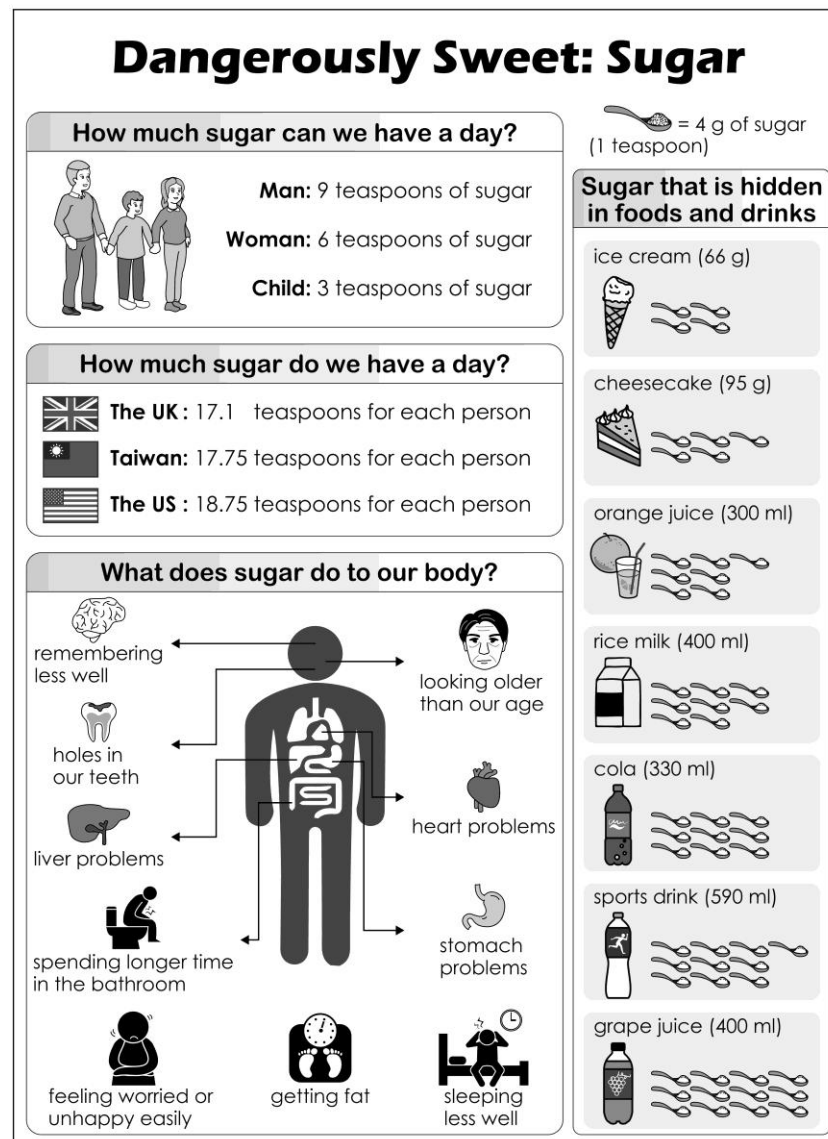 Dangerously Sweet: Sugar
How much sugar can we have a day?
Man: 9 teaspoons of sugar
Woman: 6 teaspoons of sugar
Child: 3 teaspoons of sugar
How much sugar do we have a day?
The UK : 17.1 teaspoons for each person
Taiwan: 17.75 teaspoons for each person
The US : 18.75 teaspoons for each person
What does sugar do to our body?
remembering
less well
looking older
than our age
holes in
our teeth
heart problems
liver problems
stomach
problems
spending longer time
in the bathroom
feeling worried or
unhappy easily
getting fat
sleeping
less well
= 4 g of sugar
(1 teaspoon)
Sugar that is hidden
in foods and drinks
ice cream (66 g)
cheesecake (95 g)
orange juice (300 ml)
rice milk (400 ml)
cola (330 ml)
sports drink (590 ml)
grape juice (400 ml)